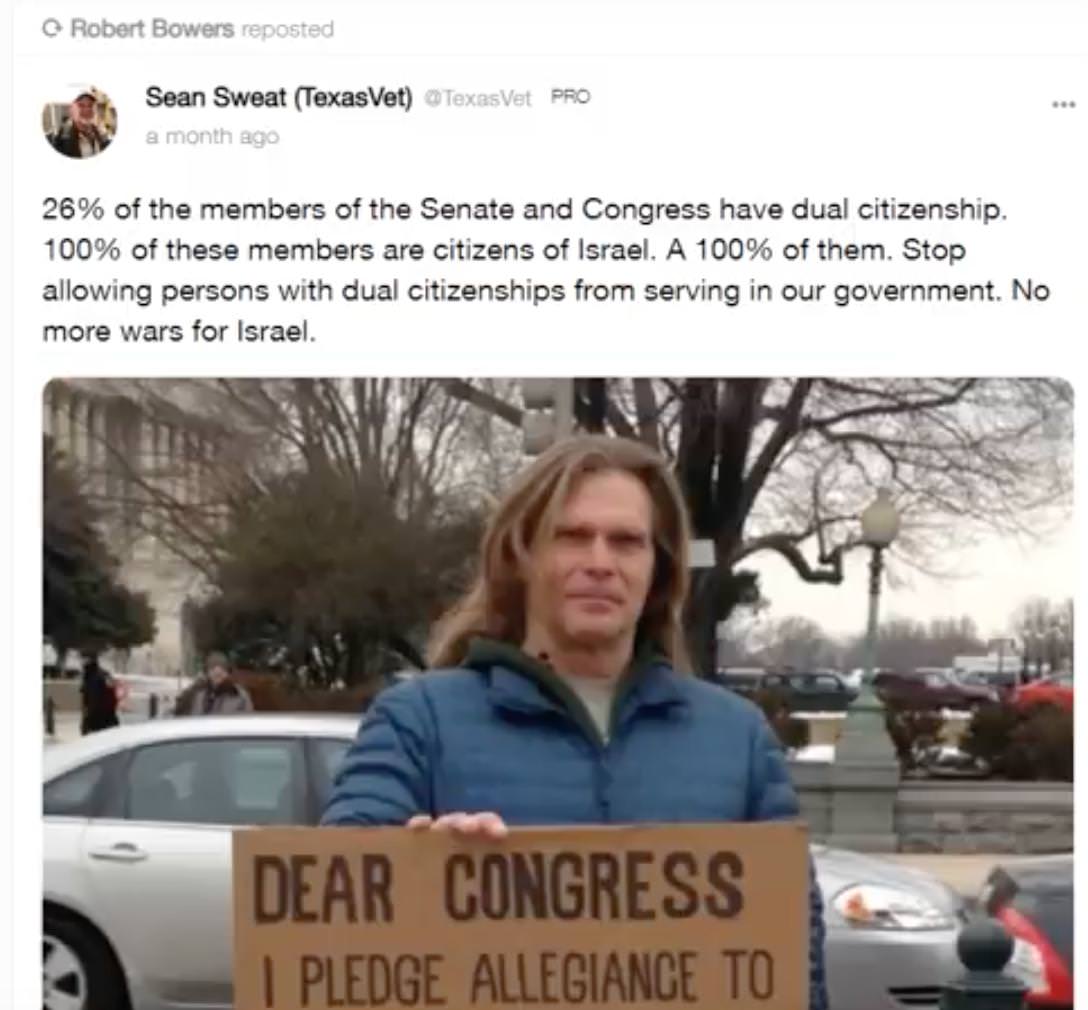 Robert Bowers reposted
Sean Sweat (TexasVet) @TexasVet PRO
a month ago
26% of the members of the Senate and Congress have dual citizenship.
100% of these members are citizens of Israel. A 100% of them. Stop
allowing persons with dual citizenships from serving in our government. No
more wars for Israel.
DEAR CONGRESS
I PLEDGE ALLEGIANCE TO